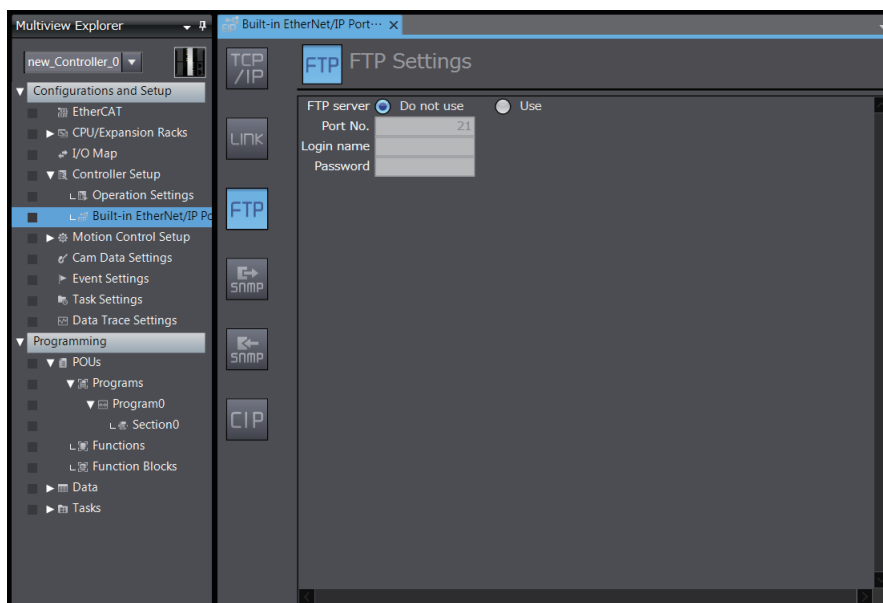 Multiview Explorer
new_Controller_0
Configurations and Setup
EtherCAT
CPU/Expansion Racks
I/O Map
Controller Setup
Operation Settings
Built-in EtherNet/IP Po
Motion Control Setup
Cam Data Settings
Event Settings
Task Settings
Data Trace Settings
Programming
POUs
Programs
Program0
Section0
Functions
Function Blocks
Data
Tasks
Built-in EtherNet/IP Port···
TCP
/IP
LINK
FTP
SNMP
SNMP
CIP
FTP FTP Settings
FTP server Do not use Use
Port No. 21
Login name
Password